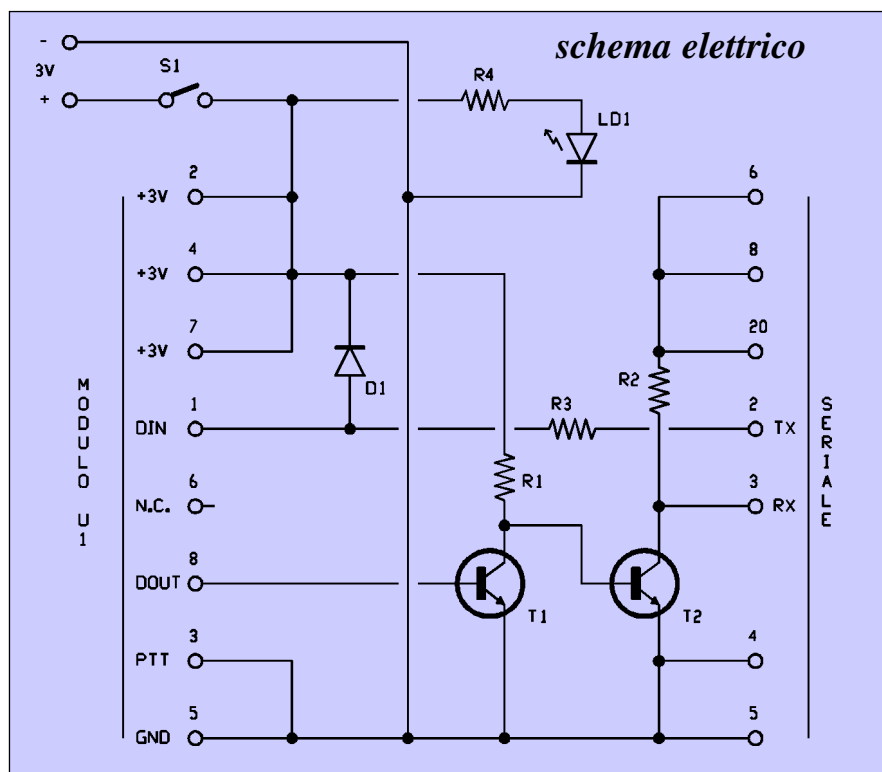 schema elettrico
-
3V
+
S1
R4
LD1
2
+3V
4
+3V
7
+3V
1
DIN
6
N.C.
8
DOUT
3
PTT
5
GND
MODULO U1
D1
R3
R1
R2
T1
T2
6
8
20
2
TX
3
RX
4
5
SERIALE